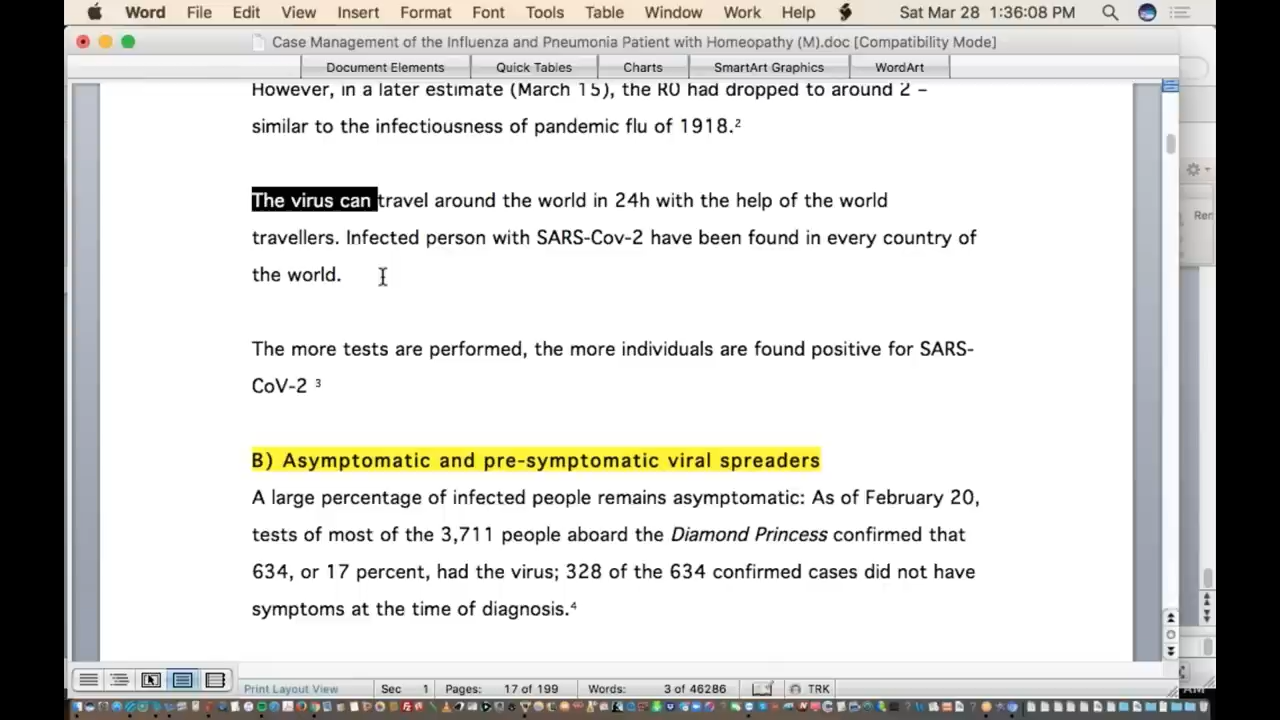 Word File Edit View Insert Format Font Tools Table Window Work Help Sat Mar 28 1:36:08 PM
Case Management of the Influenza and Pneumonia Patient with Homeopathy (M).doc [Compatibility Mode]
Document Elements Quick Tables Charts SmartArt Graphics WordArt
However, in a later estimate (March 15), the R0 had dropped to around 2 –
similar to the infectiousness of pandemic flu of 1918.²
The virus can travel around the world in 24h with the help of the world
travellers. Infected person with SARS-Cov-2 have been found in every country of
the world.
The more tests are performed, the more individuals are found positive for SARS-
CoV-2 ³
B) Asymptomatic and pre-symptomatic viral spreaders
A large percentage of infected people remains asymptomatic: As of February 20,
tests of most of the 3,711 people aboard the Diamond Princess confirmed that
634, or 17 percent, had the virus; 328 of the 634 confirmed cases did not have
symptoms at the time of diagnosis.⁴
Print Layout View Sec 1 Pages: 17 of 199 Words: 3 of 46286 TRK